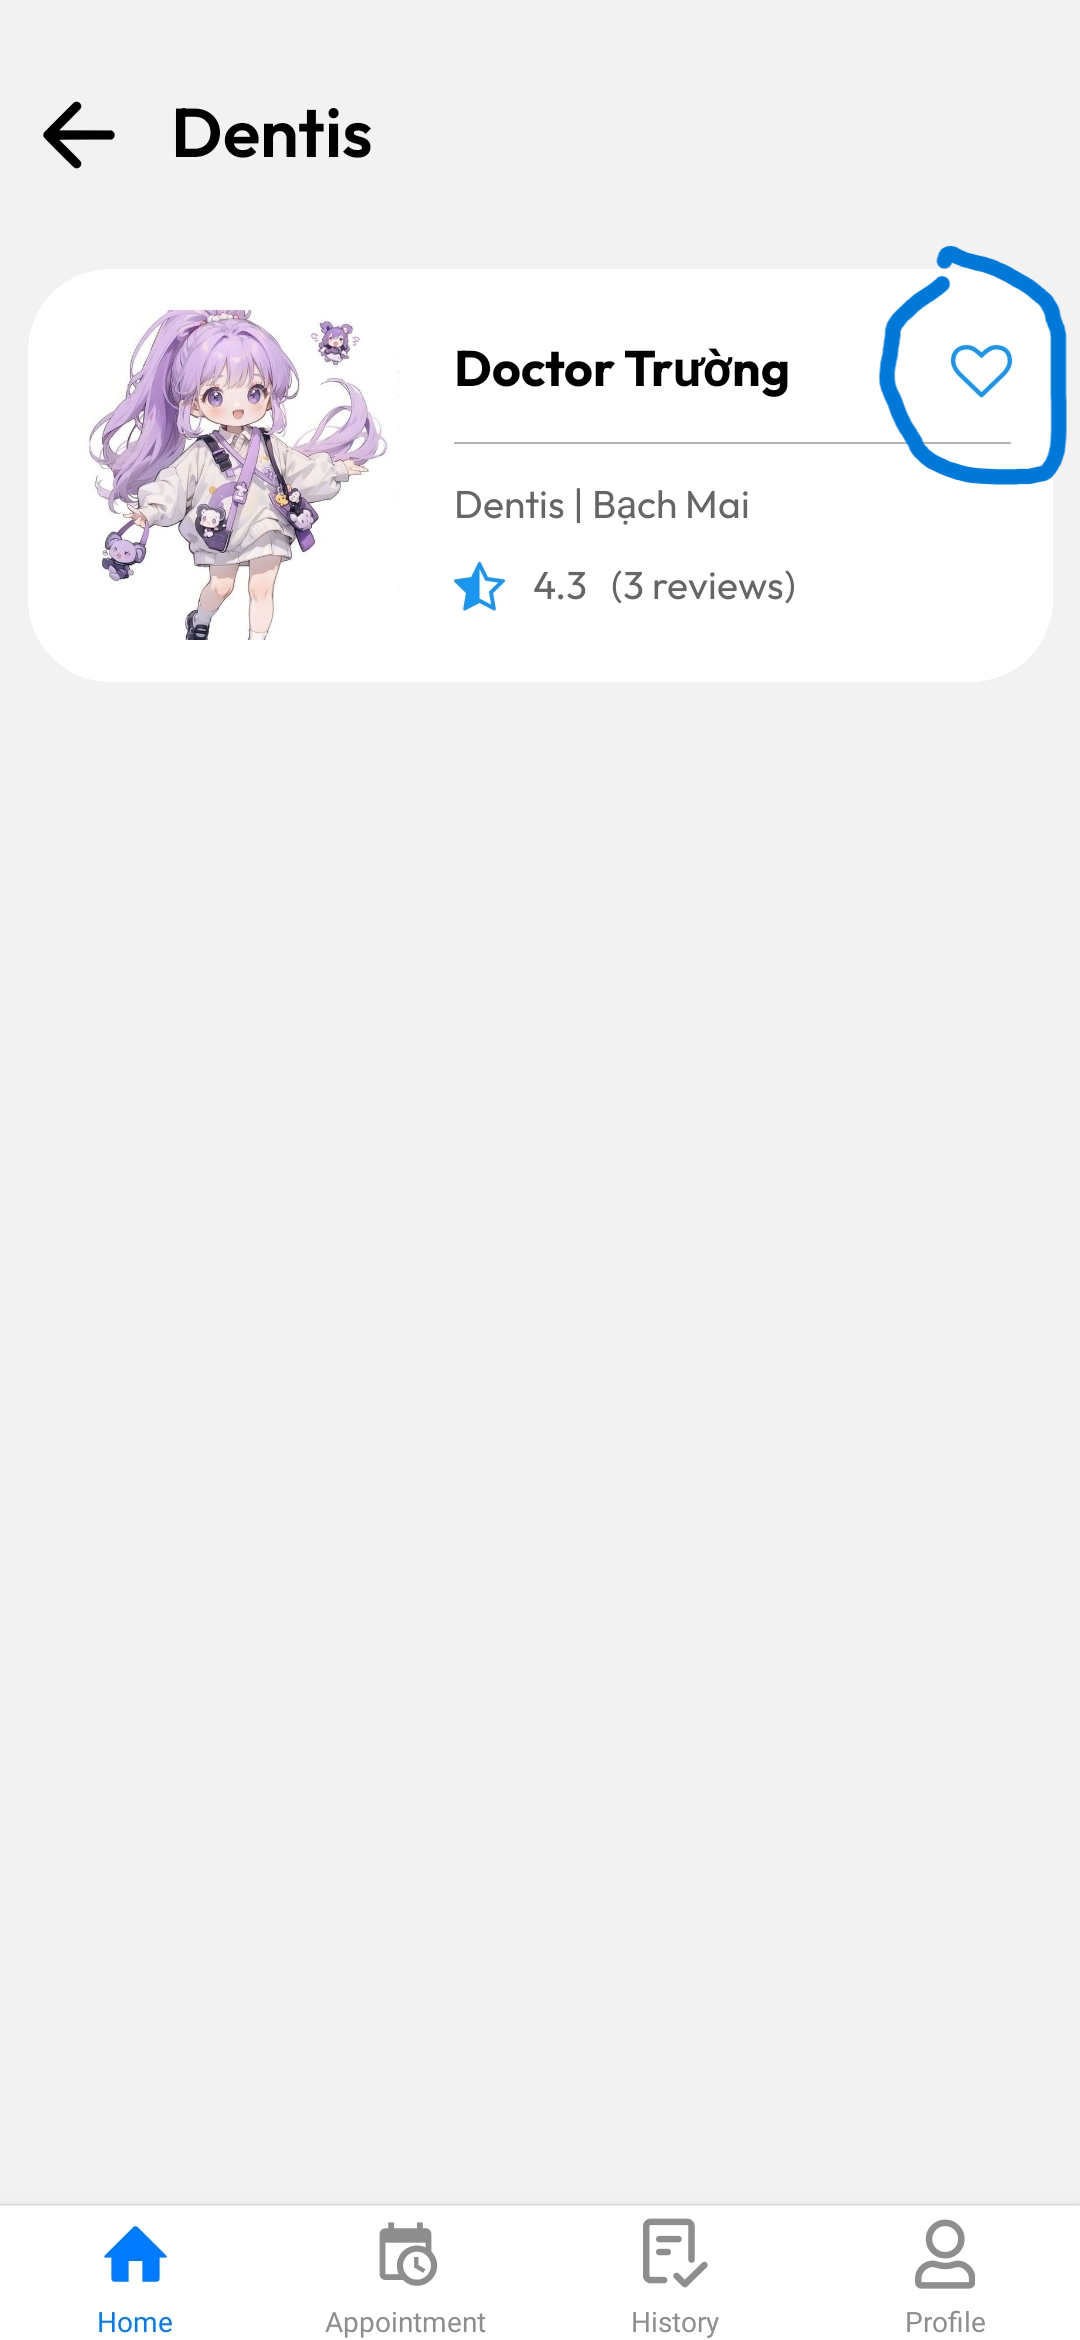 Dentis
Doctor Trường
Dentis | Bạch Mai
4.3 (3 reviews)
Home
Appointment
History
Profile